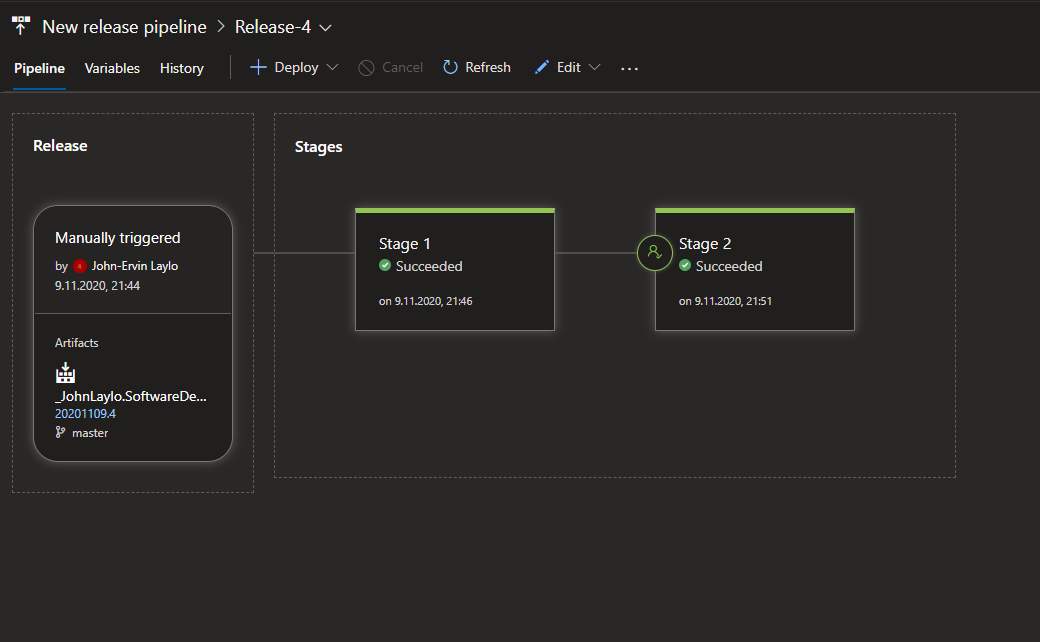 New release pipeline > Release-4
Pipeline Variables History Deploy Cancel Refresh Edit ...
Release
Manually triggered
by John-Ervin Laylo
9.11.2020, 21:44
Artifacts
_JohnLaylo.SoftwareDe...
20201109.4
master
Stages
Stage 1
Succeeded
on 9.11.2020, 21:46
Stage 2
Succeeded
on 9.11.2020, 21:51